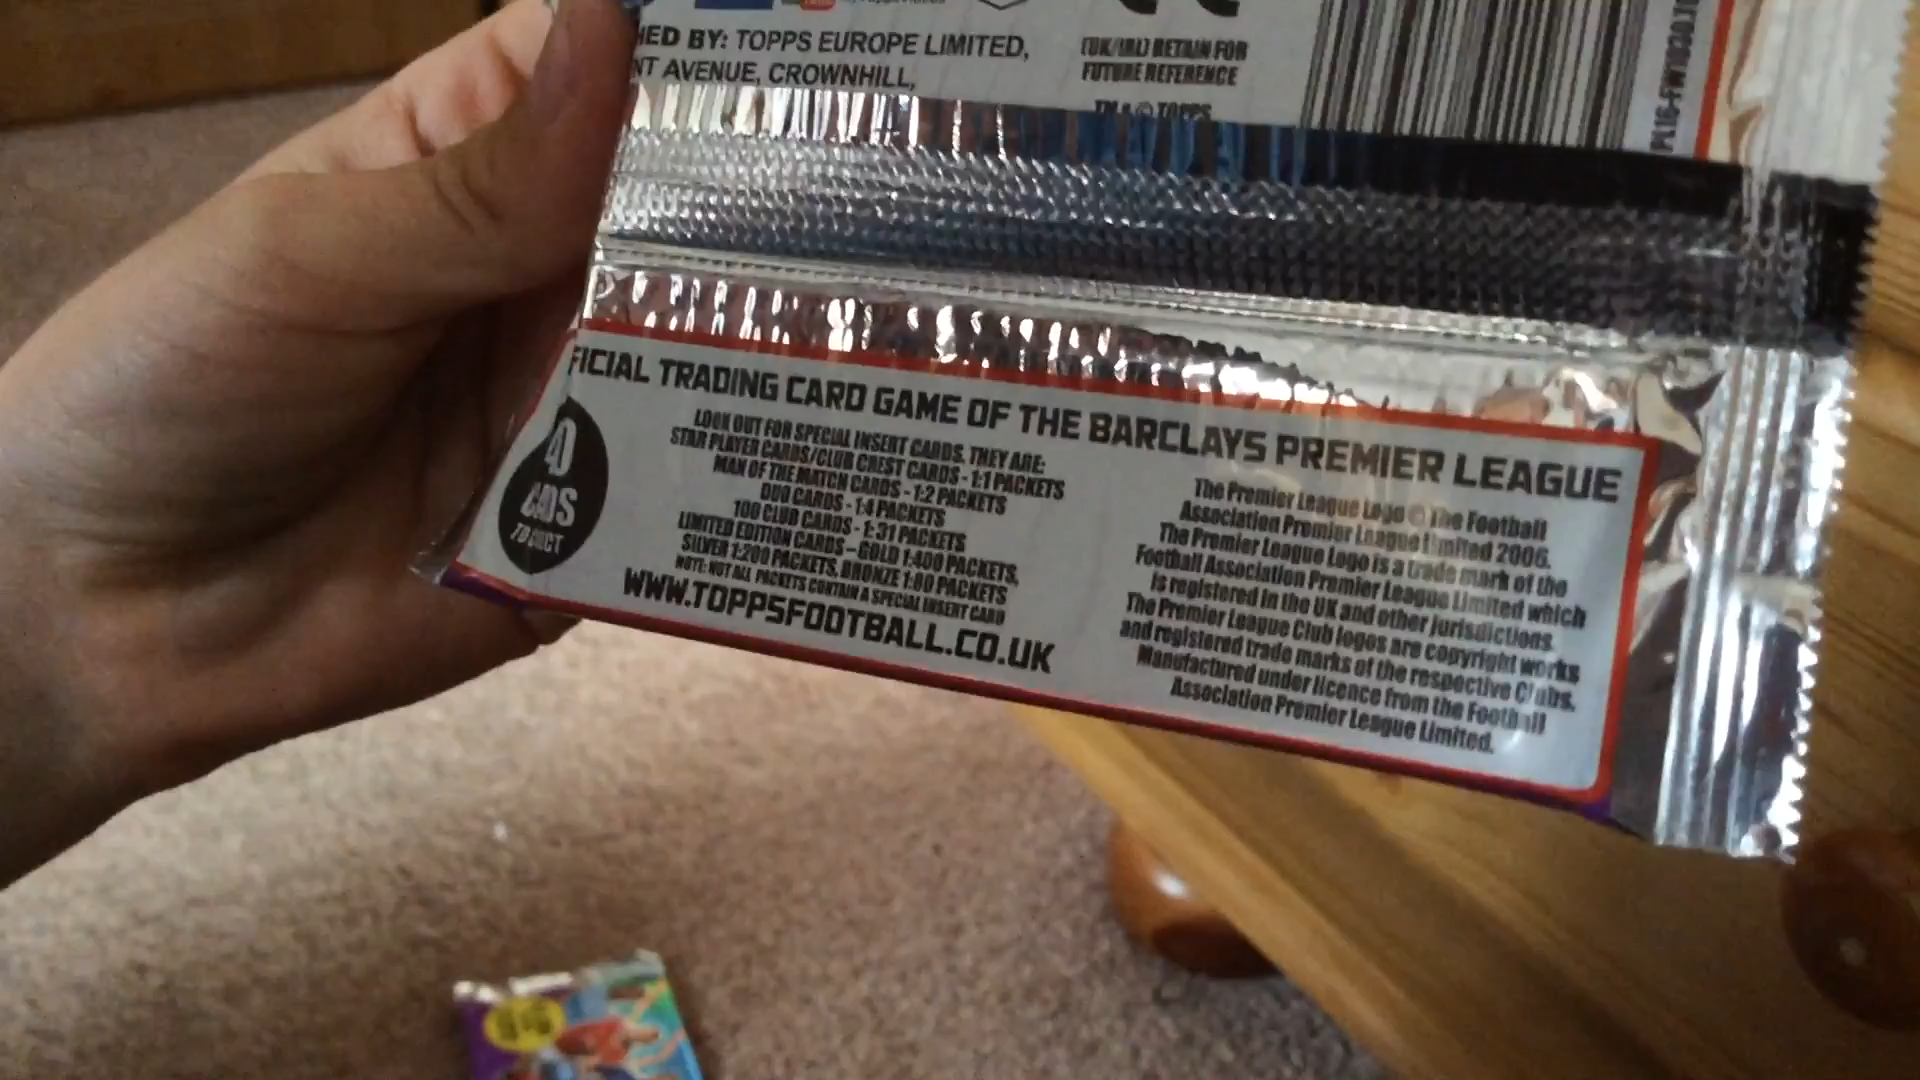 HED BY: TOPPS EUROPE LIMITED,
NT AVENUE, CROWNHILL,
(UK/IRL) RETAIN FOR
FUTURE REFERENCE
TM & © TOPPS
FICIAL TRADING CARD GAME OF THE BARCLAYS PREMIER LEAGUE
LOOK OUT FOR SPECIAL INSERT CARDS. THEY ARE:
STAR PLAYER CARDS/CLUB CREST CARDS - 1:1 PACKETS
MAN OF THE MATCH CARDS - 1:2 PACKETS
DUO CARDS - 1:4 PACKETS
100 CLUB CARDS - 1:31 PACKETS
LIMITED EDITION CARDS – GOLD 1:400 PACKETS,
SILVER 1:200 PACKETS, BRONZE 1:80 PACKETS
NOTE: NOT ALL PACKETS CONTAIN A SPECIAL INSERT CARD
WWW.TOPPSFOOTBALL.CO.UK
The Premier League Logo © The Football
Association Premier League Limited 2006.
The Premier League Logo is a trade mark of the
Football Association Premier League Limited which
is registered in the UK and other jurisdictions.
The Premier League Club logos are copyright works
and registered trade marks of the respective Clubs.
Manufactured under licence from the Football
Association Premier League Limited.